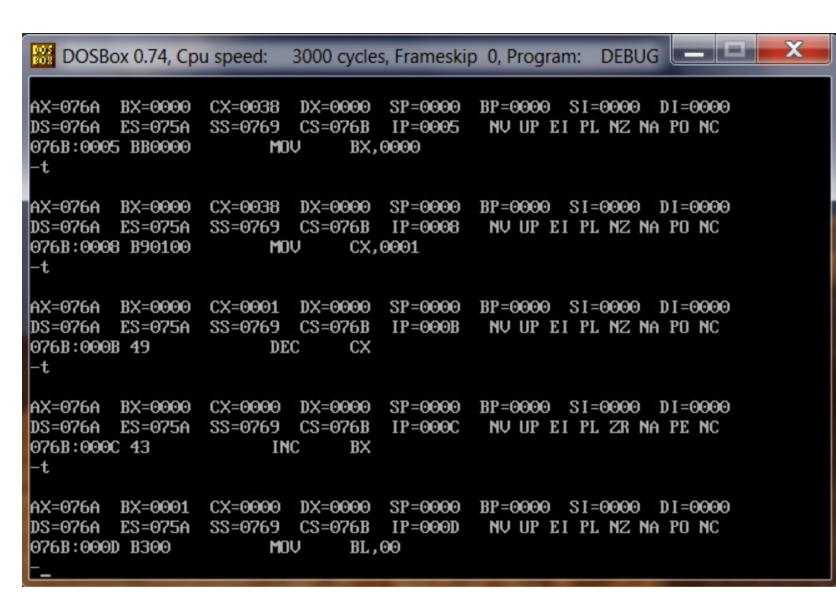 DOSBox 0.74, Cpu speed: 3000 cycles, Frameskip 0, Program: DEBUG
AX=076A BX=0000 CX=0038 DX=0000 SP=0000 BP=0000 SI=0000 DI=0000
DS=076A ES=075A SS=0769 CS=076B IP=0005 NV UP EI PL NZ NA PO NC
076B:0005 BB0000 MOV BX,0000
-t
AX=076A BX=0000 CX=0038 DX=0000 SP=0000 BP=0000 SI=0000 DI=0000
DS=076A ES=075A SS=0769 CS=076B IP=0008 NV UP EI PL NZ NA PO NC
076B:0008 B90100 MOV CX,0001
-t
AX=076A BX=0000 CX=0001 DX=0000 SP=0000 BP=0000 SI=0000 DI=0000
DS=076A ES=075A SS=0769 CS=076B IP=000B NV UP EI PL NZ NA PO NC
076B:000B 49 DEC CX
-t
AX=076A BX=0000 CX=0000 DX=0000 SP=0000 BP=0000 SI=0000 DI=0000
DS=076A ES=075A SS=0769 CS=076B IP=000C NV UP EI PL ZR NA PE NC
076B:000C 43 INC BX
-t
AX=076A BX=0001 CX=0000 DX=0000 SP=0000 BP=0000 SI=0000 DI=0000
DS=076A ES=075A SS=0769 CS=076B IP=000D NV UP EI PL NZ NA PO NC
076B:000D B300 MOV BL,00
-_